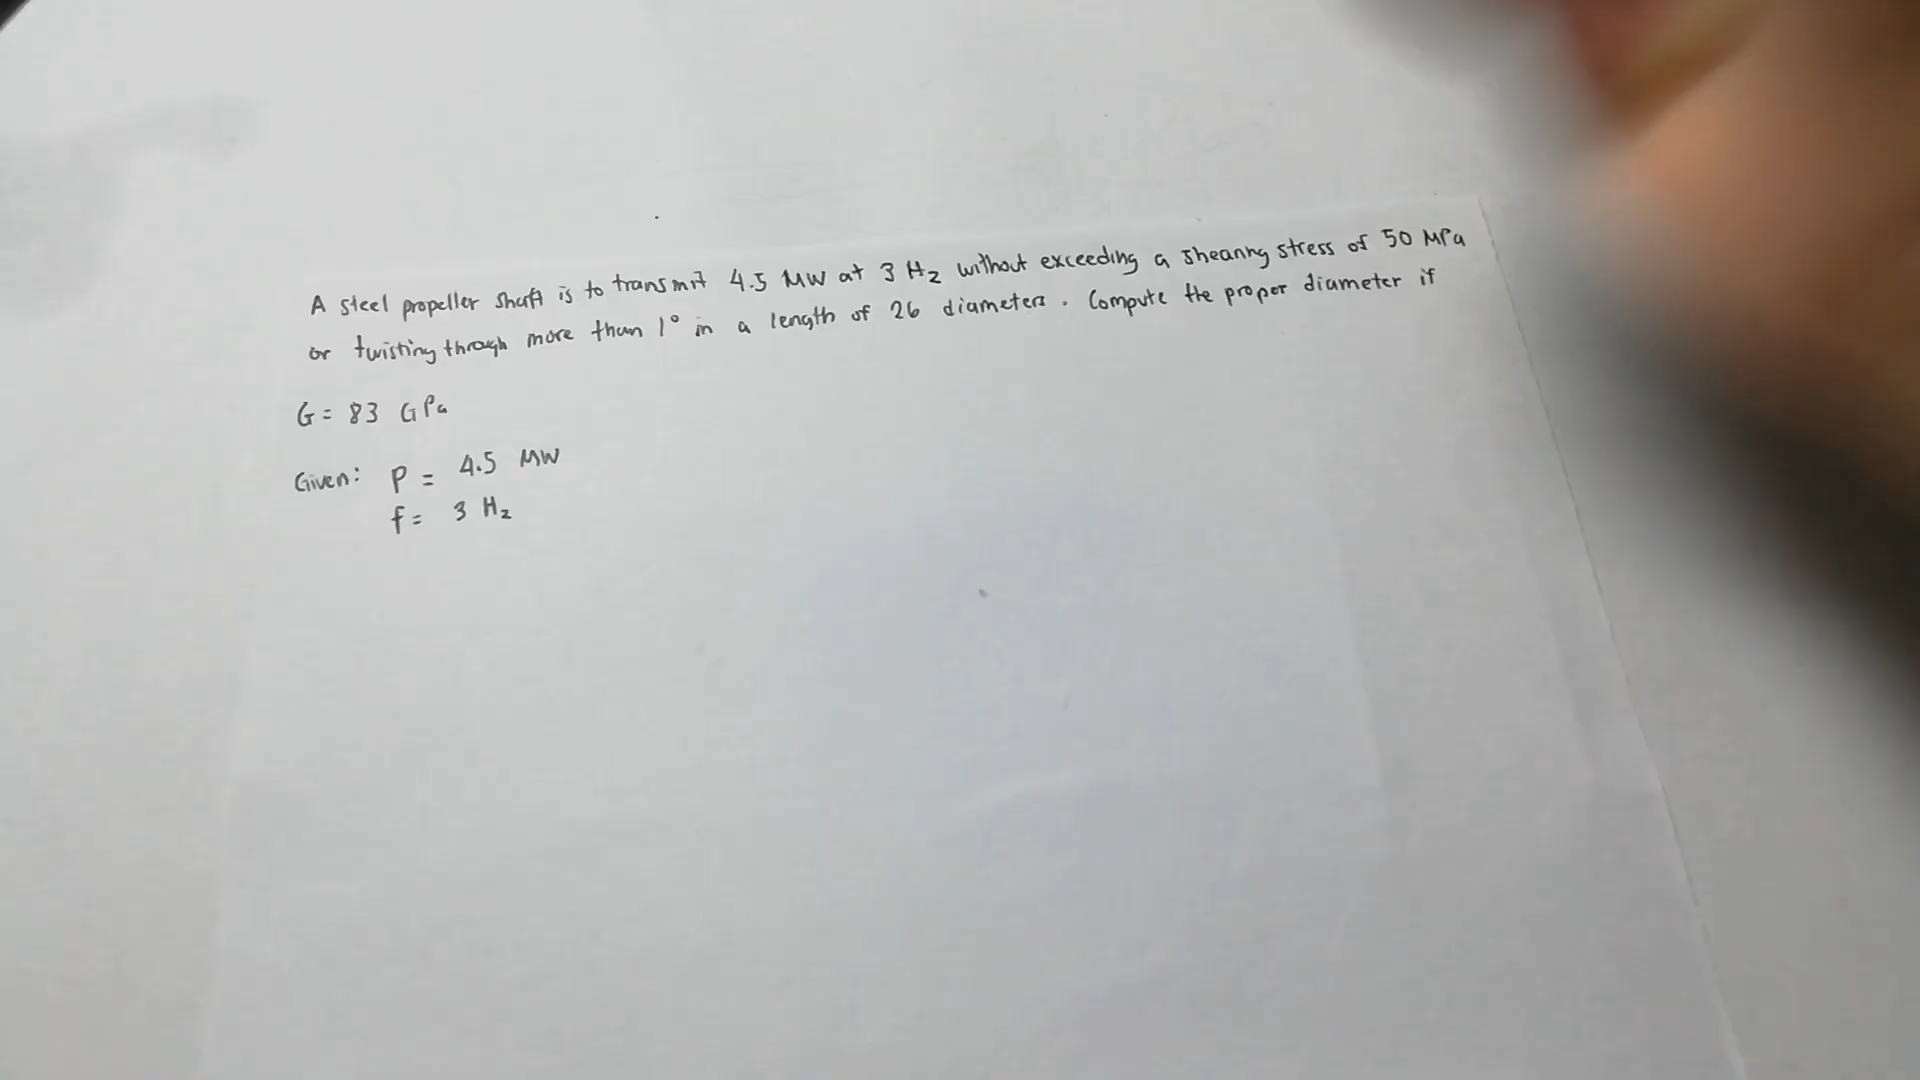 A steel propeller shaft is to transmit 4.5 MW at 3 Hz without exceeding a shearing stress of 50 MPa
or twisting through more than 1° in a length of 26 diameters. Compute the proper diameter if
G = 83 GPa
Given: P = 4.5 MW
f = 3 Hz